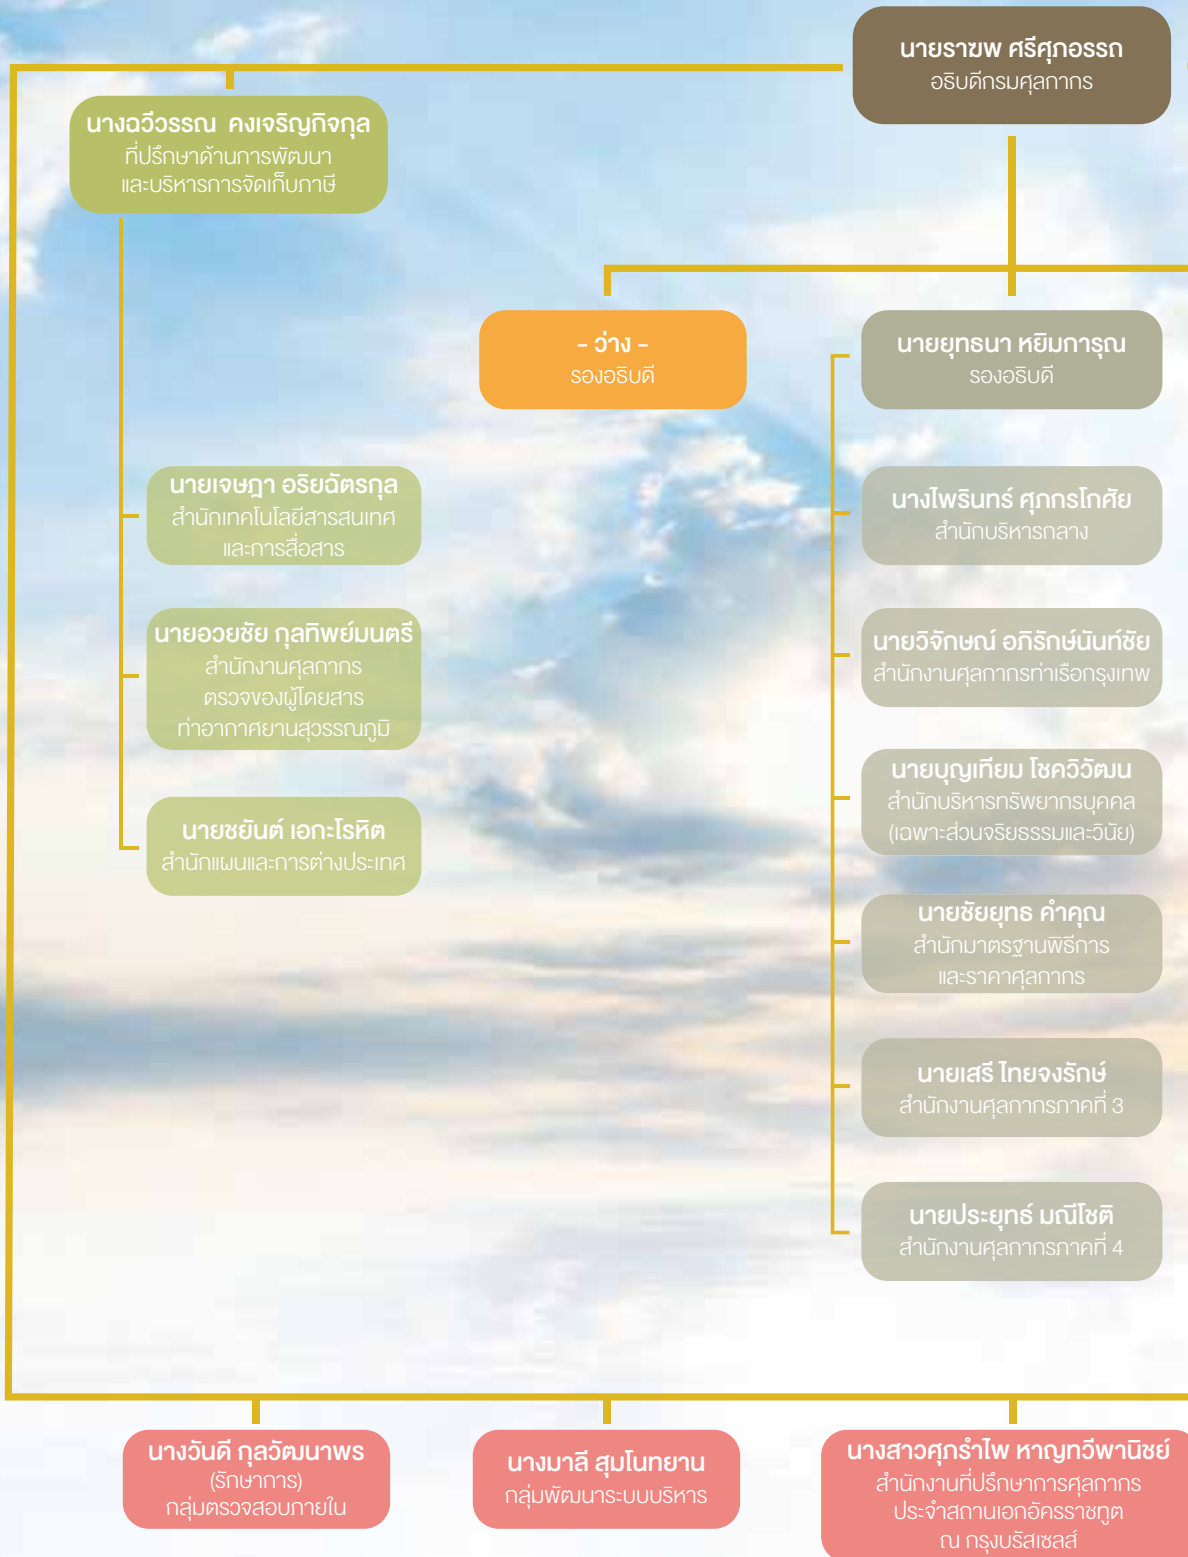 นายราฆพ ศรีศุภอรรถ
อธิบดีกรมศุลกากร
นางฉวีวรรณ คงเจริญกิจกุล
ที่ปรึกษาด้านการพัฒนา
และบริหารการจัดเก็บภาษี
- ว่าง -
รองอธิบดี
นายยุทธนา หยิมการุณ
รองอธิบดี
นายเจษฎา อริยฉัตรกุล
สำนักเทคโนโลยีสารสนเทศ
และการสื่อสาร
นายอวยชัย กุลทิพย์มนตรี
สำนักงานศุลกากร
ตรวจของผู้โดยสาร
ท่าอากาศยานสุวรรณภูมิ
นายชยันต์ เอกะโรหิต
สำนักแผนและการต่างประเทศ
นางไพรินทร์ ศุภกรโกศัย
สำนักบริหารกลาง
นายวิจักษณ์ อภิรักษ์นันท์ชัย
สำนักงานศุลกากรท่าเรือกรุงเทพ
นายบุญเทียม โชควิวัฒน
สำนักบริหารทรัพยากรบุคคล
(เฉพาะส่วนจริยธรรมและวินัย)
นายชัยยุทธ คำคุณ
สำนักมาตรฐานพิธีการ
และราคาศุลกากร
นายเสรี ไทยจงรักษ์
สำนักงานศุลกากรภาคที่ 3
นายประยุทธ์ มณีโชติ
สำนักงานศุลกากรภาคที่ 4
นางวันดี กุลวัฒนาพร
(รักษาการ)
กลุ่มตรวจสอบภายใน
นางมาลี สุมโนทยาน
กลุ่มพัฒนาระบบบริหาร
นางสาวศุภรำไพ หาญทวีพานิชย์
สำนักงานที่ปรึกษาการศุลกากร
ประจำสถานเอกอัครราชทูต
ณ กรุงบรัสเซลส์